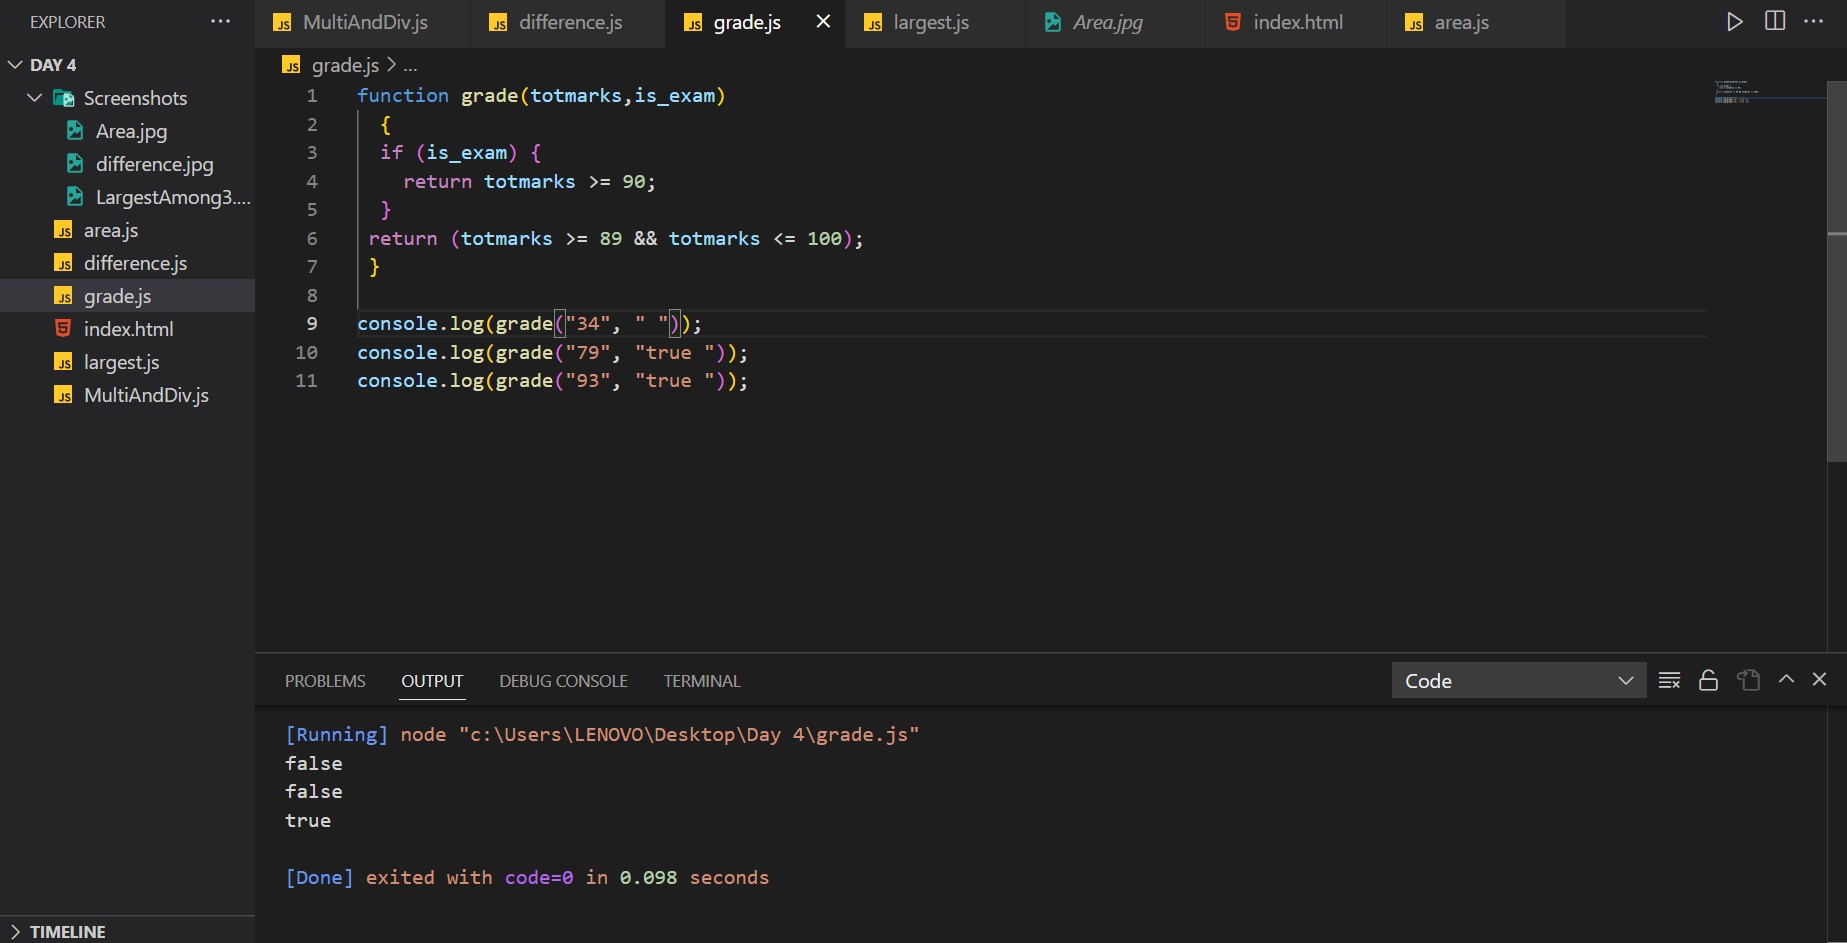 EXPLORER ...
DAY 4
Screenshots
Area.jpg
difference.jpg
LargestAmong3....
area.js
difference.js
grade.js
index.html
largest.js
MultiAndDiv.js
TIMELINE
MultiAndDiv.js difference.js grade.js largest.js Area.jpg index.html area.js ...
grade.js > ...
1 function grade(totmarks,is_exam)
2 {
3 if (is_exam) {
4 return totmarks >= 90;
5 }
6 return (totmarks >= 89 && totmarks <= 100);
7 }
8
9 console.log(grade("34", " "));
10 console.log(grade("79", "true "));
11 console.log(grade("93", "true "));
PROBLEMS OUTPUT DEBUG CONSOLE TERMINAL Code
[Running] node "c:\Users\LENOVO\Desktop\Day 4\grade.js"
false
false
true
[Done] exited with code=0 in 0.098 seconds